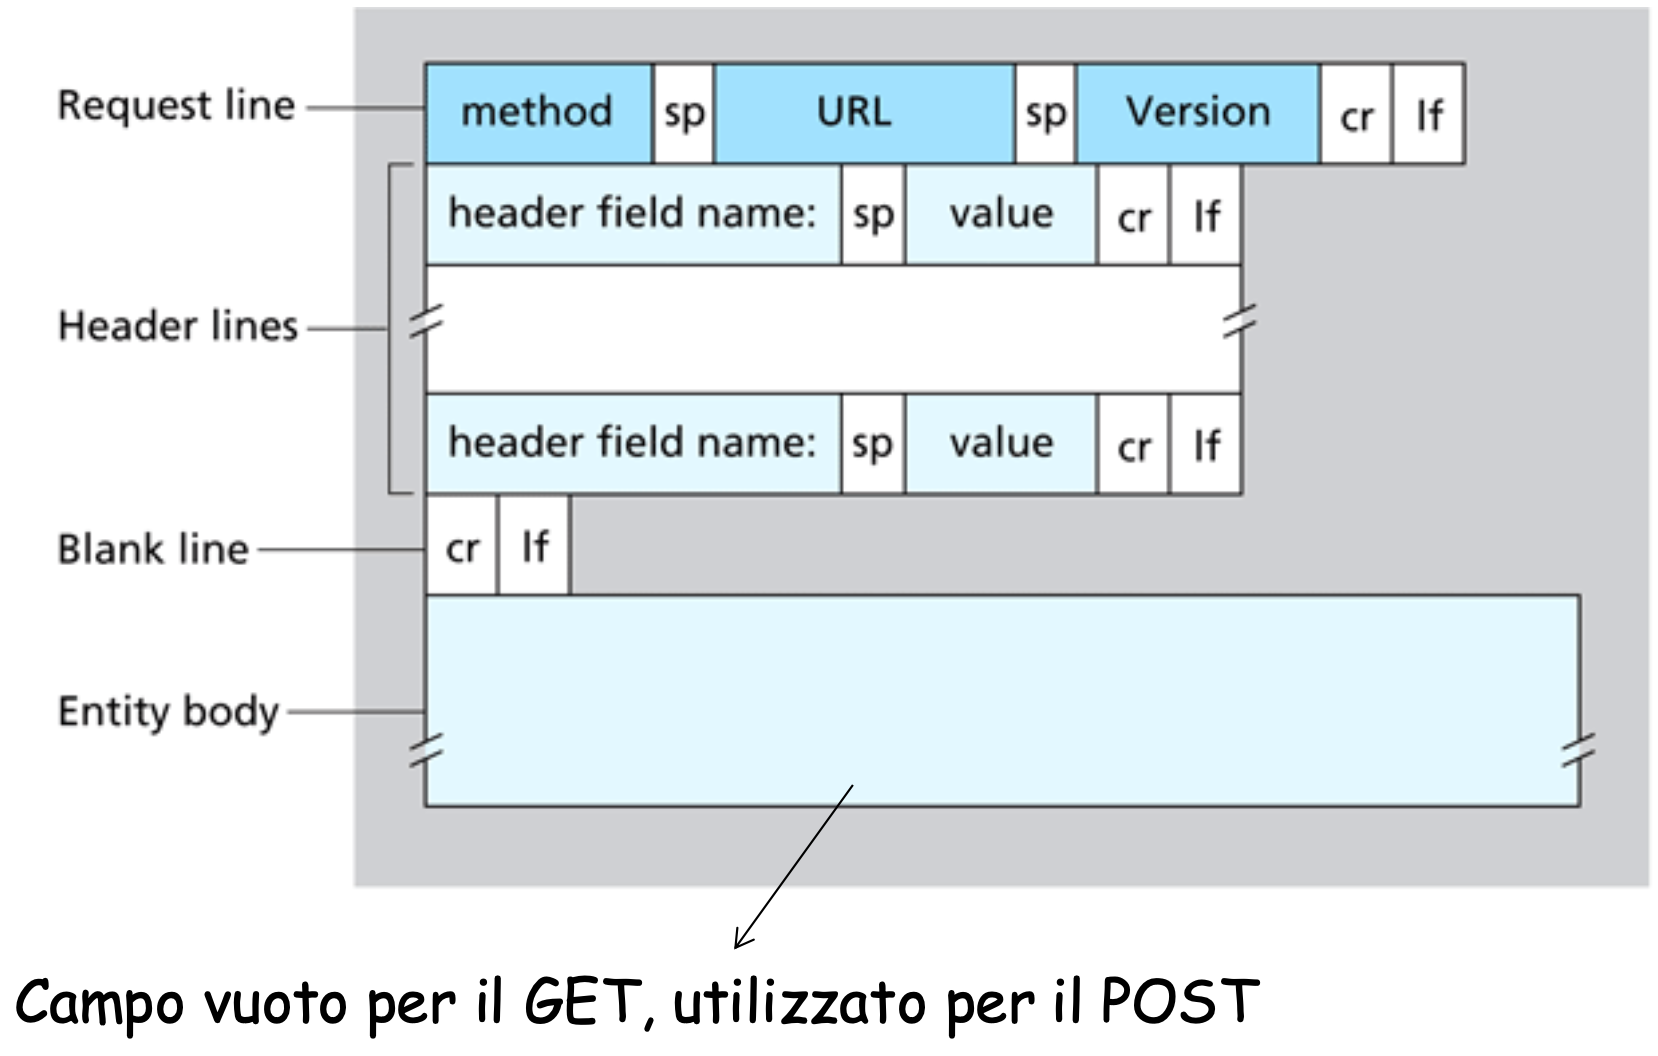 Request line method sp URL sp Version cr lf
header field name: sp value cr lf
Header lines
header field name: sp value cr lf
Blank line cr lf
Entity body
Campo vuoto per il GET, utilizzato per il POST